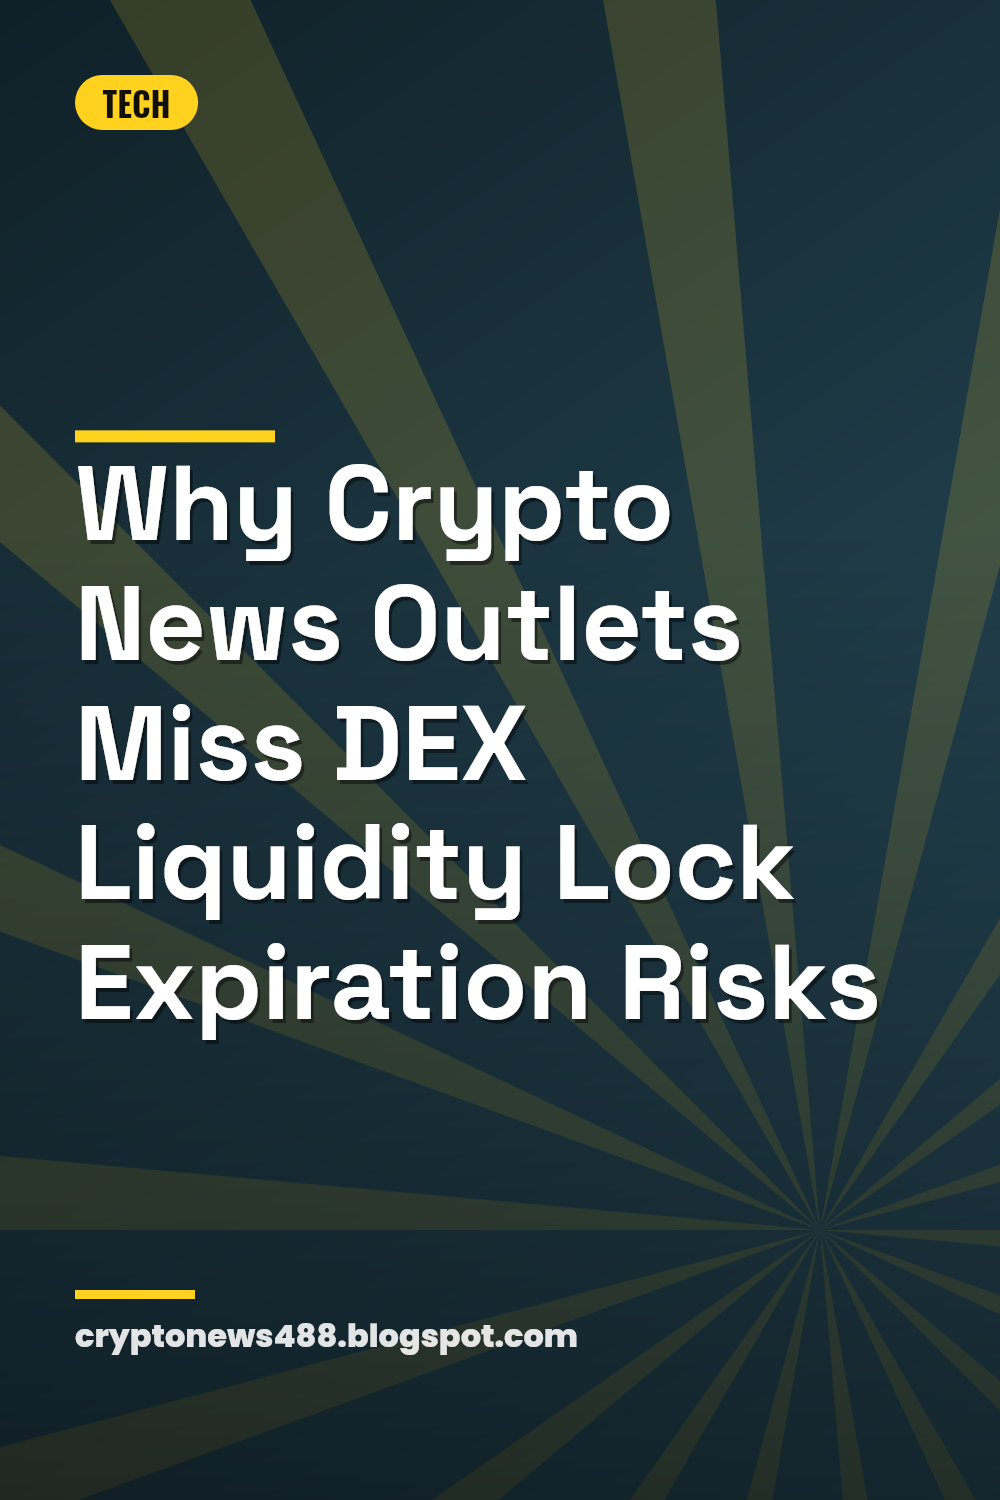 TECH
Why Crypto
News Outlets
Miss DEX
Liquidity Lock
Expiration Risks
cryptonews488.blogspot.com